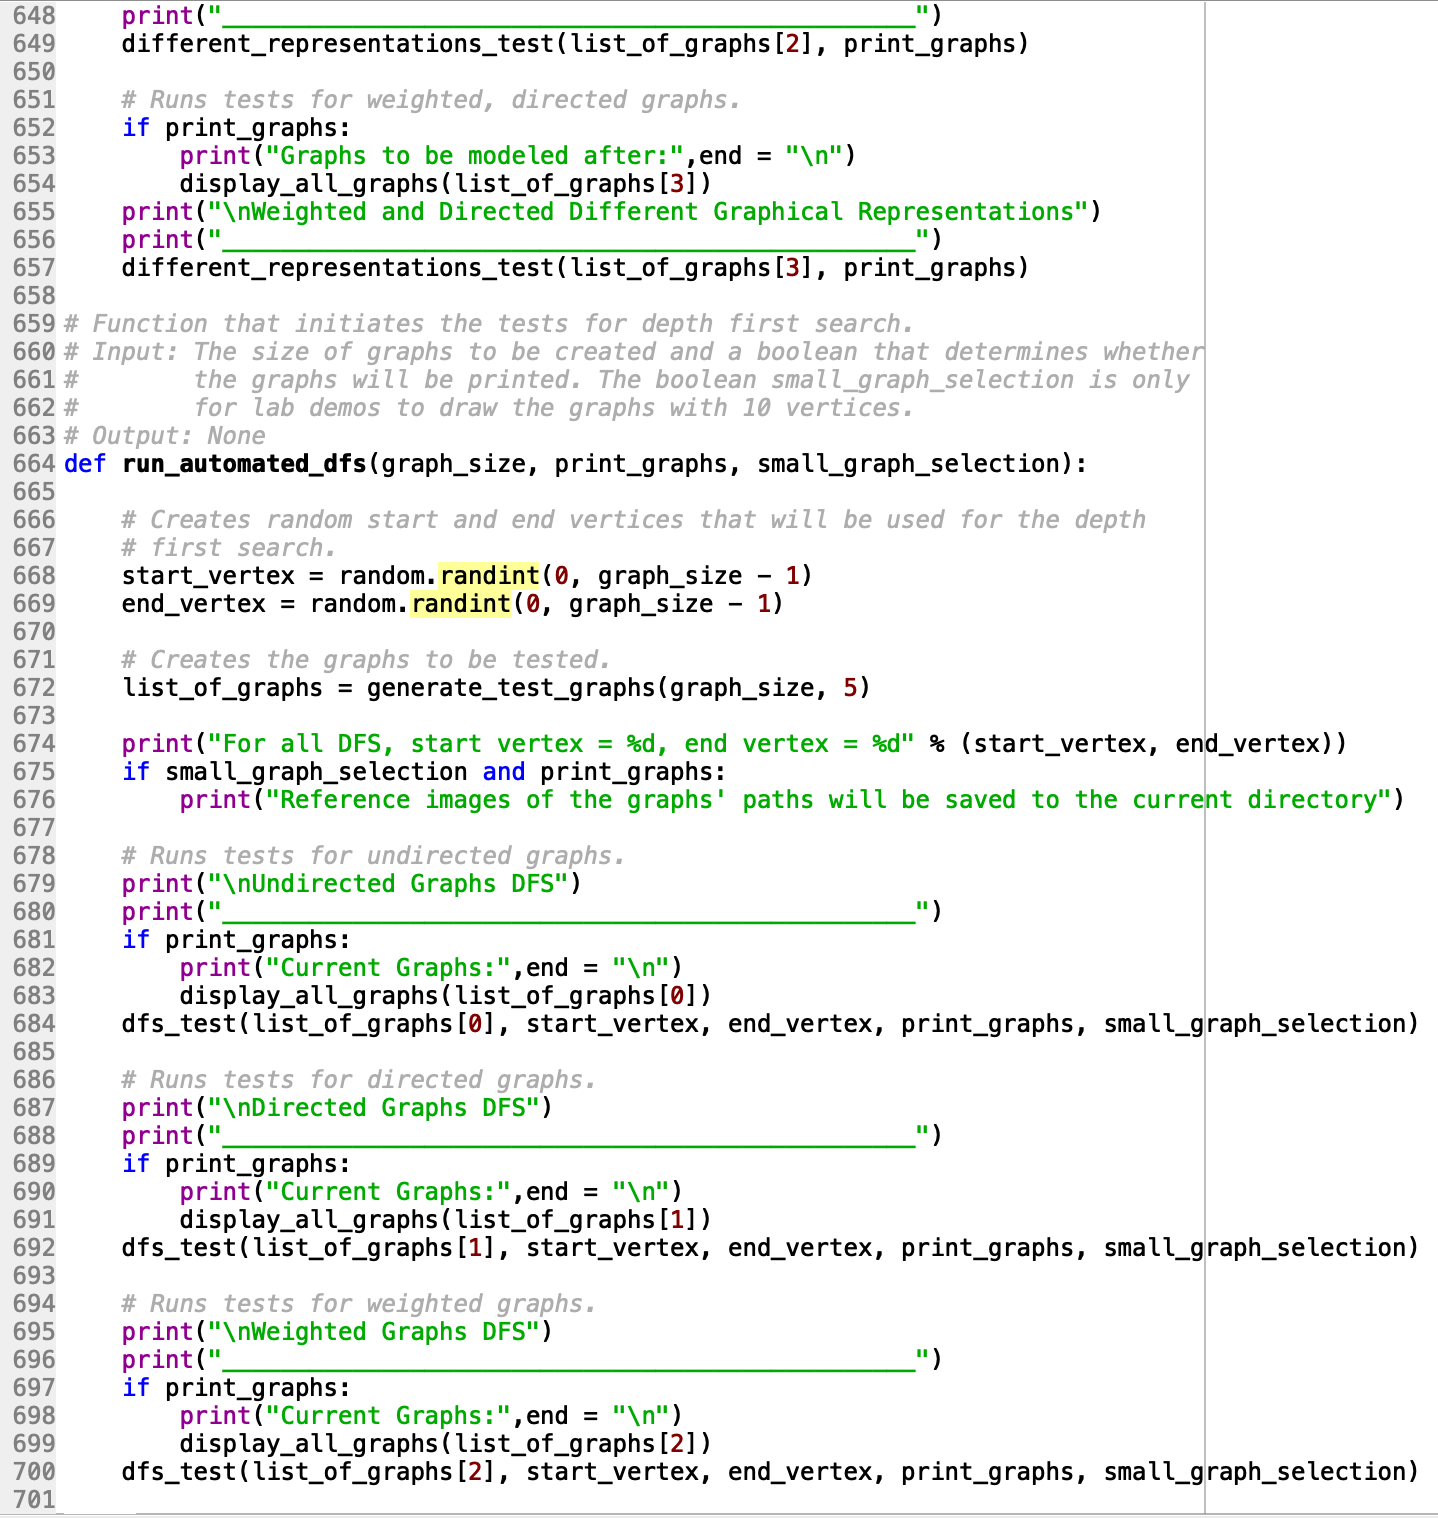 648     print("________________________________________________")
649     different_representations_test(list_of_graphs[2], print_graphs)
650
651     # Runs tests for weighted, directed graphs.
652     if print_graphs:
653         print("Graphs to be modeled after:",end = "\n")
654         display_all_graphs(list_of_graphs[3])
655     print("\nWeighted and Directed Different Graphical Representations")
656     print("________________________________________________")
657     different_representations_test(list_of_graphs[3], print_graphs)
658
659 # Function that initiates the tests for depth first search.
660 # Input: The size of graphs to be created and a boolean that determines whether
661 #        the graphs will be printed. The boolean small_graph_selection is only
662 #        for lab demos to draw the graphs with 10 vertices.
663 # Output: None
664 def run_automated_dfs(graph_size, print_graphs, small_graph_selection):
665
666     # Creates random start and end vertices that will be used for the depth
667     # first search.
668     start_vertex = random.randint(0, graph_size - 1)
669     end_vertex = random.randint(0, graph_size - 1)
670
671     # Creates the graphs to be tested.
672     list_of_graphs = generate_test_graphs(graph_size, 5)
673
674     print("For all DFS, start vertex = %d, end vertex = %d" % (start_vertex, end_vertex))
675     if small_graph_selection and print_graphs:
676         print("Reference images of the graphs' paths will be saved to the current directory")
677
678     # Runs tests for undirected graphs.
679     print("\nUndirected Graphs DFS")
680     print("________________________________________________")
681     if print_graphs:
682         print("Current Graphs:",end = "\n")
683         display_all_graphs(list_of_graphs[0])
684     dfs_test(list_of_graphs[0], start_vertex, end_vertex, print_graphs, small_graph_selection)
685
686     # Runs tests for directed graphs.
687     print("\nDirected Graphs DFS")
688     print("________________________________________________")
689     if print_graphs:
690         print("Current Graphs:",end = "\n")
691         display_all_graphs(list_of_graphs[1])
692     dfs_test(list_of_graphs[1], start_vertex, end_vertex, print_graphs, small_graph_selection)
693
694     # Runs tests for weighted graphs.
695     print("\nWeighted Graphs DFS")
696     print("________________________________________________")
697     if print_graphs:
698         print("Current Graphs:",end = "\n")
699         display_all_graphs(list_of_graphs[2])
700     dfs_test(list_of_graphs[2], start_vertex, end_vertex, print_graphs, small_graph_selection)
701